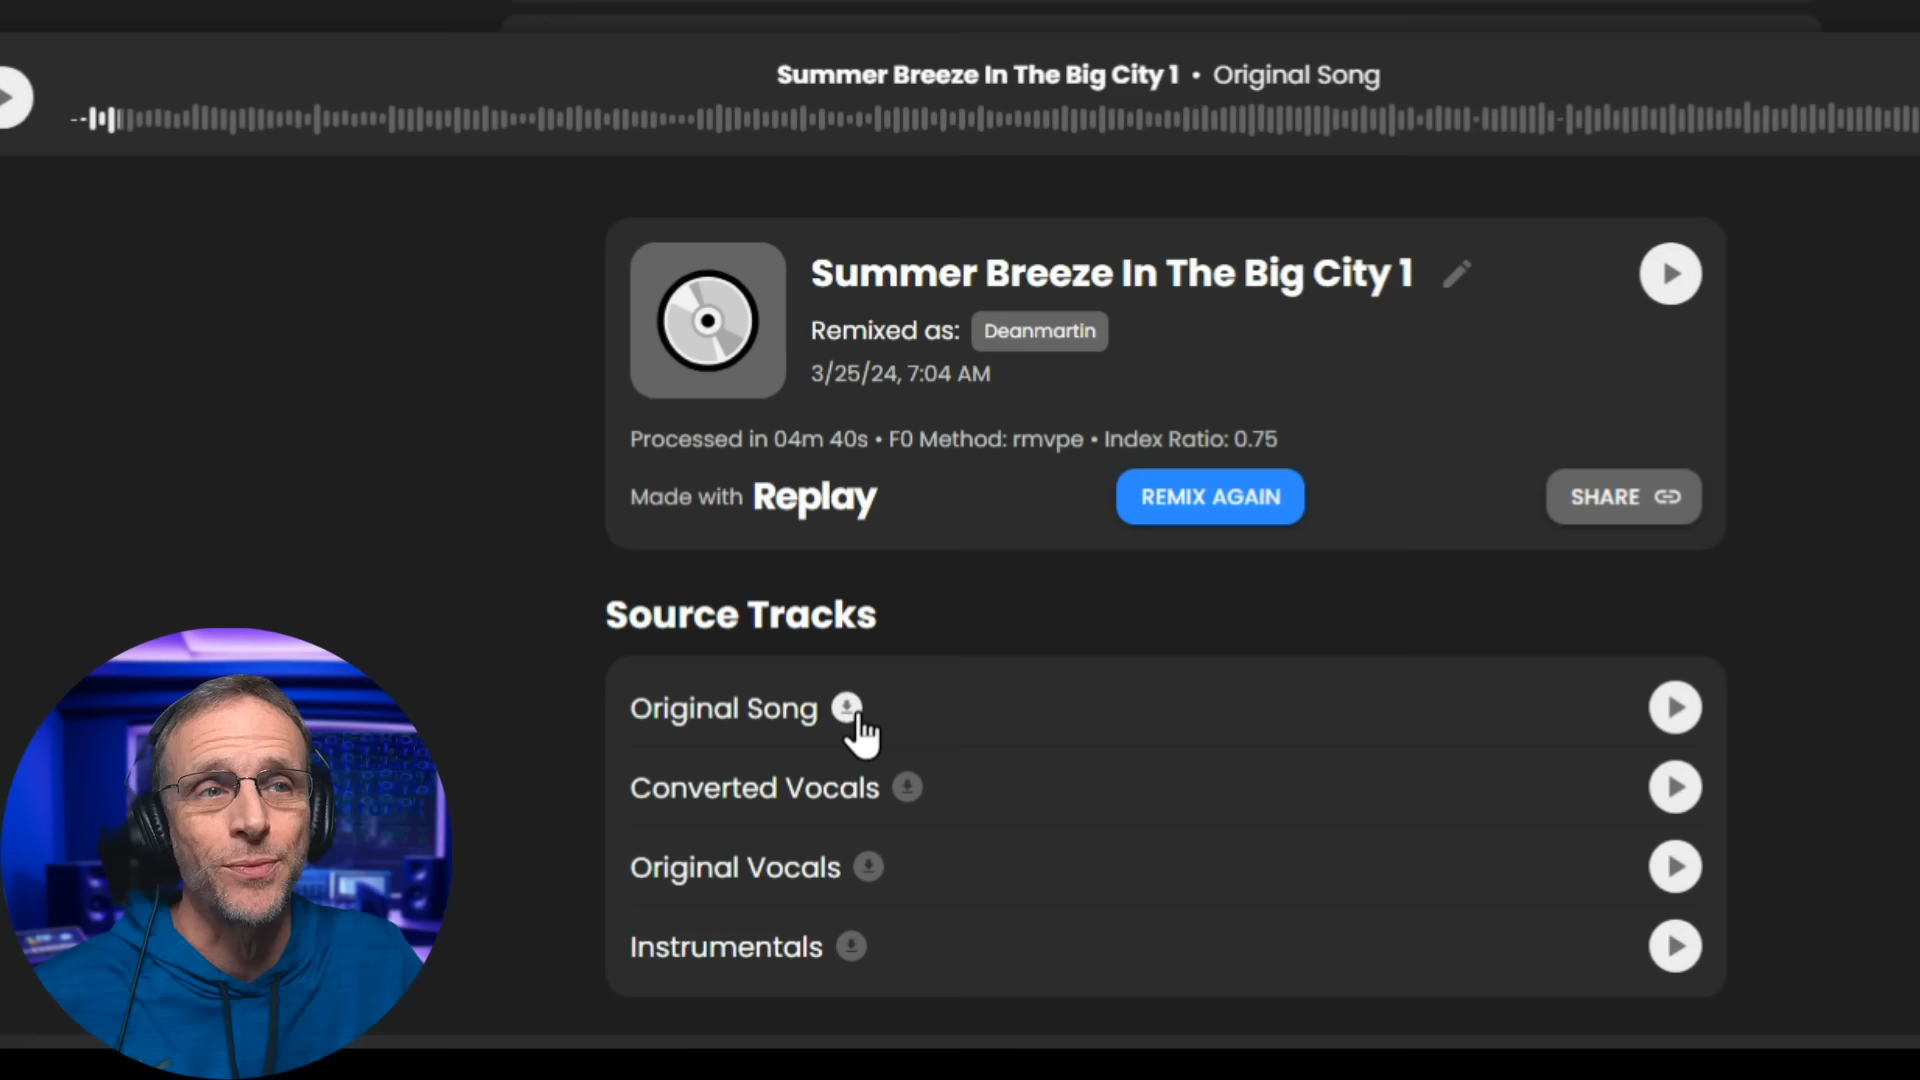 Summer Breeze In The Big City 1 • Original Song
Summer Breeze In The Big City 1
Remixed as: Deanmartin
3/25/24, 7:04 AM
Processed in 04m 40s • F0 Method: rmvpe • Index Ratio: 0.75
Made with Replay
REMIX AGAIN
SHARE
Source Tracks
Original Song
Converted Vocals
Original Vocals
Instrumentals